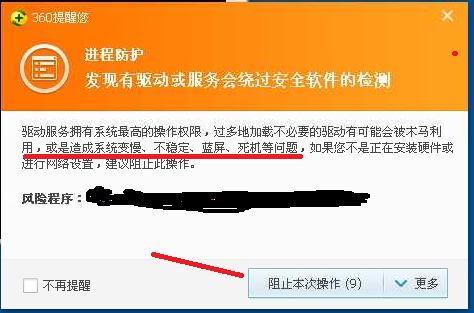 360提醒您
进程防护
发现有驱动或服务会绕过安全软件的检测
驱动服务拥有系统最高的操作权限，过多地加载不必要的驱动有可能会被木马利
用，或是造成系统变慢、不稳定、蓝屏、死机等问题，如果您不是正在安装硬件或
进行网络设置，建议阻止此操作。
风险程序：
不再提醒
阻止本次操作 (9)
更多